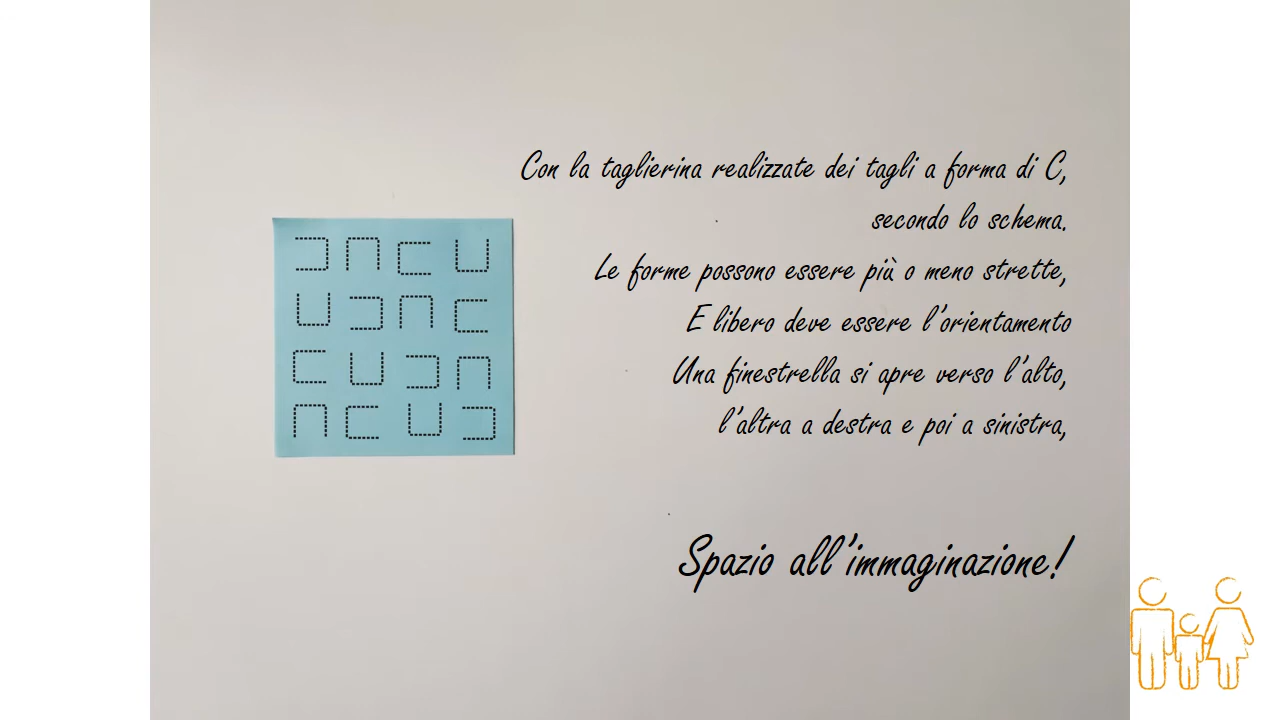 Con la taglierina realizzate dei tagli a forma di C,
secondo lo schema.
Le forme possono essere più o meno strette,
E libero deve essere l'orientamento
Una finestrella si apre verso l'alto,
l'altra a destra e poi a sinistra,
Spazio all'immaginazione!